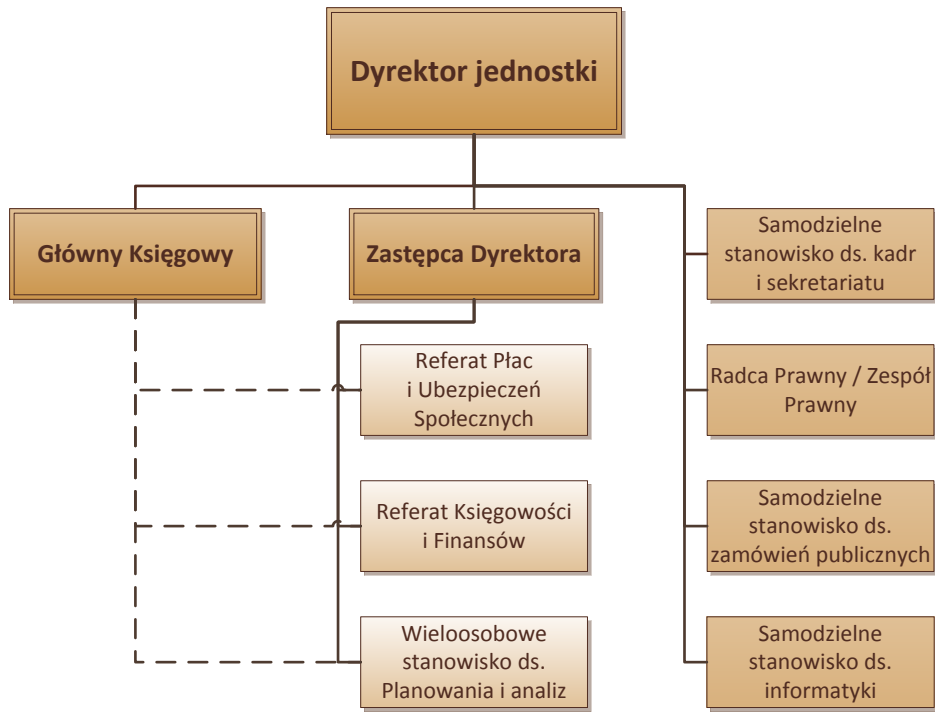 Dyrektor jednostki
Główny Księgowy
Zastępca Dyrektora
Samodzielne
stanowisko ds. kadr
i sekretariatu
Referat Płac
i Ubezpieczeń
Społecznych
Radca Prawny / Zespół
Prawny
Referat Księgowości
i Finansów
Samodzielne
stanowisko ds.
zamówień publicznych
Wieloosobowe
stanowisko ds.
Planowania i analiz
Samodzielne
stanowisko ds.
informatyki